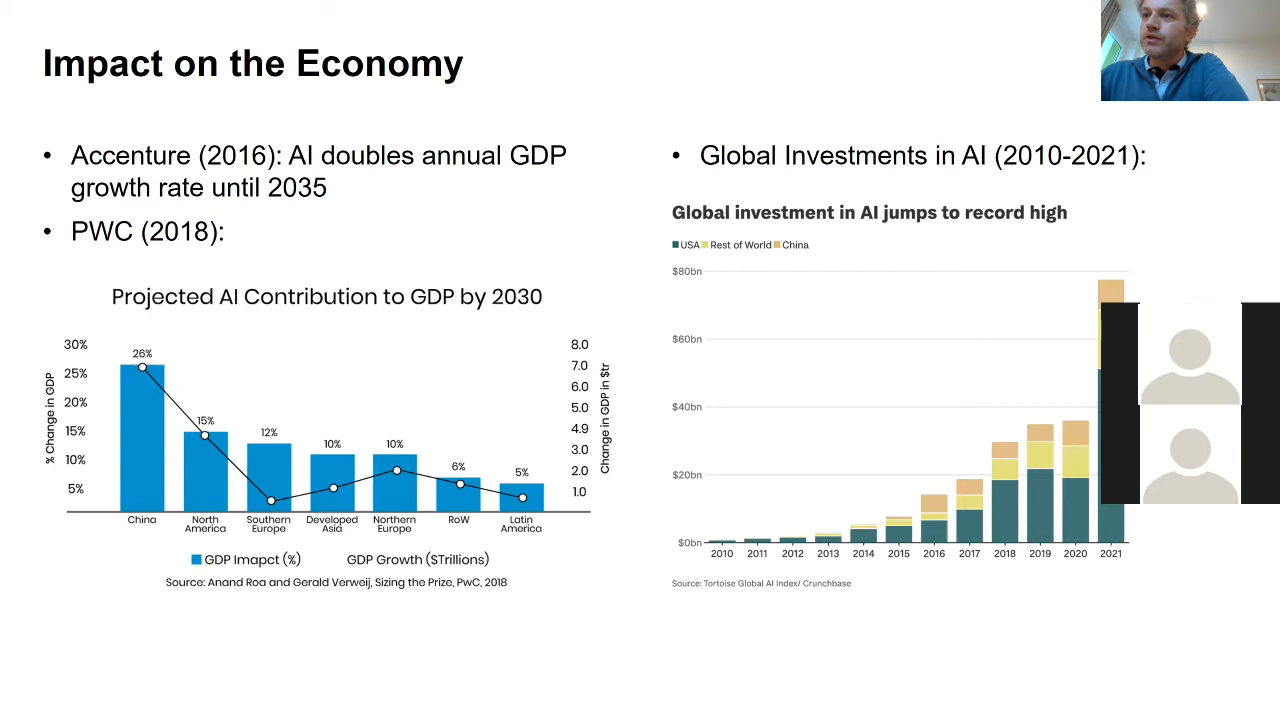 Impact on the Economy
• Accenture (2016): AI doubles annual GDP
growth rate until 2035
• PWC (2018):
Projected AI Contribution to GDP by 2030
30%
25%
20%
15%
10%
5%
% Change in GDP
26%
15%
12%
10%
10%
6%
5%
8.0
7.0
6.0
5.0
4.9
3.0
2.0
1.0
Change in GDP in $tr
China
North
America
Southern
Europe
Developed
Asia
Northern
Europe
RoW
Latin
America
GDP Imapct (%) GDP Growth ($Trillions)
Source: Anand Roa and Gerald Verweij, Sizing the Prize, PwC, 2018
• Global Investments in AI (2010-2021):
Global investment in AI jumps to record high
USA Rest of World China
$80bn
$60bn
$40bn
$20bn
$0bn
2010 2011 2012 2013 2014 2015 2016 2017 2018 2019 2020 2021
Source: Tortoise Global AI Index/ Crunchbase